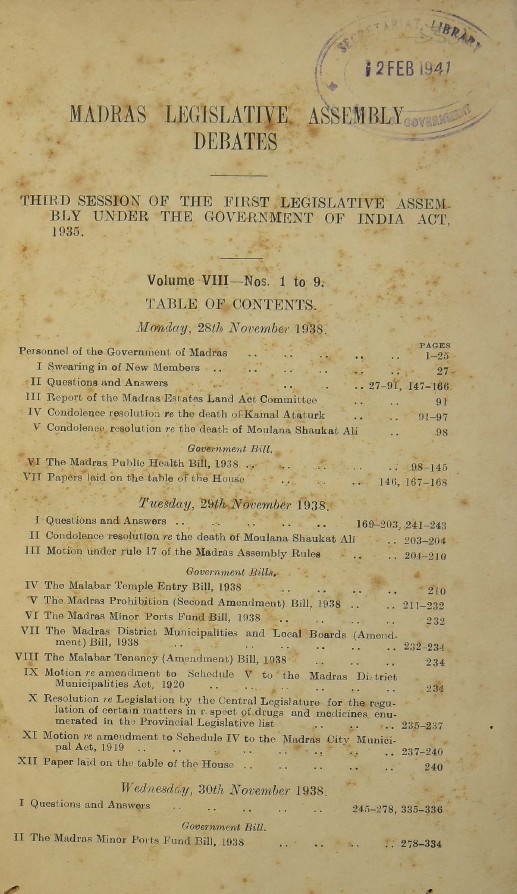 SECRETARIAT LIBRARY
12 FEB 1941
GOVERNMENT
MADRAS LEGISLATIVE ASSEMBLY
DEBATES
THIRD SESSION OF THE FIRST LEGISLATIVE ASSEM-
BLY UNDER THE GOVERNMENT OF INDIA ACT,
1935.
Volume VIII—Nos. 1 to 9.
TABLE OF CONTENTS.
Monday, 28th November 1938.
PAGES
Personnel of the Government of Madras .. .. .. .. .. 1–25
I Swearing in of New Members .. .. .. .. .. 27
II Questions and Answers .. .. .. 27–91, 147–166
III Report of the Madras Estates Land Act Committee .. .. 91
IV Condolence resolution re the death of Kamal Ataturk .. .. 91–97
V Condolence resolution re the death of Moulana Shaukat Ali .. 98
Government Bill.
VI The Madras Public Health Bill, 1938 .. .. .. .. .. 98–145
VII Papers laid on the table of the House .. .. .. 146, 167–168
Tuesday, 29th November 1938.
I Questions and Answers .. .. .. .. .. 169–203, 241–243
II Condolence resolution re the death of Moulana Shaukat Ali .. 203–204
III Motion under rule 17 of the Madras Assembly Rules .. .. 204–210
Government Bills.
IV The Malabar Temple Entry Bill, 1938 .. .. .. .. 210
V The Madras Prohibition (Second Amendment) Bill, 1938 .. .. 211–232
VI The Madras Minor Ports Fund Bill, 1938 .. .. .. .. 232
VII The Madras District Municipalities and Local Boards (Amend-
ment) Bill, 1938 .. .. .. .. .. .. .. 232–234
VIII The Malabar Tenancy (Amendment) Bill, 1938 .. .. .. 234
IX Motion re amendment to Schedule V to the Madras District
Municipalities Act, 1920 .. .. .. .. .. .. 234
X Resolution re Legislation by the Central Legislature for the regu-
lation of certain matters in respect of drugs and medicines enu-
merated in the Provincial Legislative list .. .. .. 235–237
XI Motion re amendment to Schedule IV to the Madras City Munici-
pal Act, 1919 .. .. .. .. .. .. .. 237–240
XII Paper laid on the table of the House .. .. .. .. .. 240
Wednesday, 30th November 1938.
I Questions and Answers .. .. .. .. .. 245–278, 335–336
Government Bill.
II The Madras Minor Ports Fund Bill, 1938 .. .. .. .. 278–334